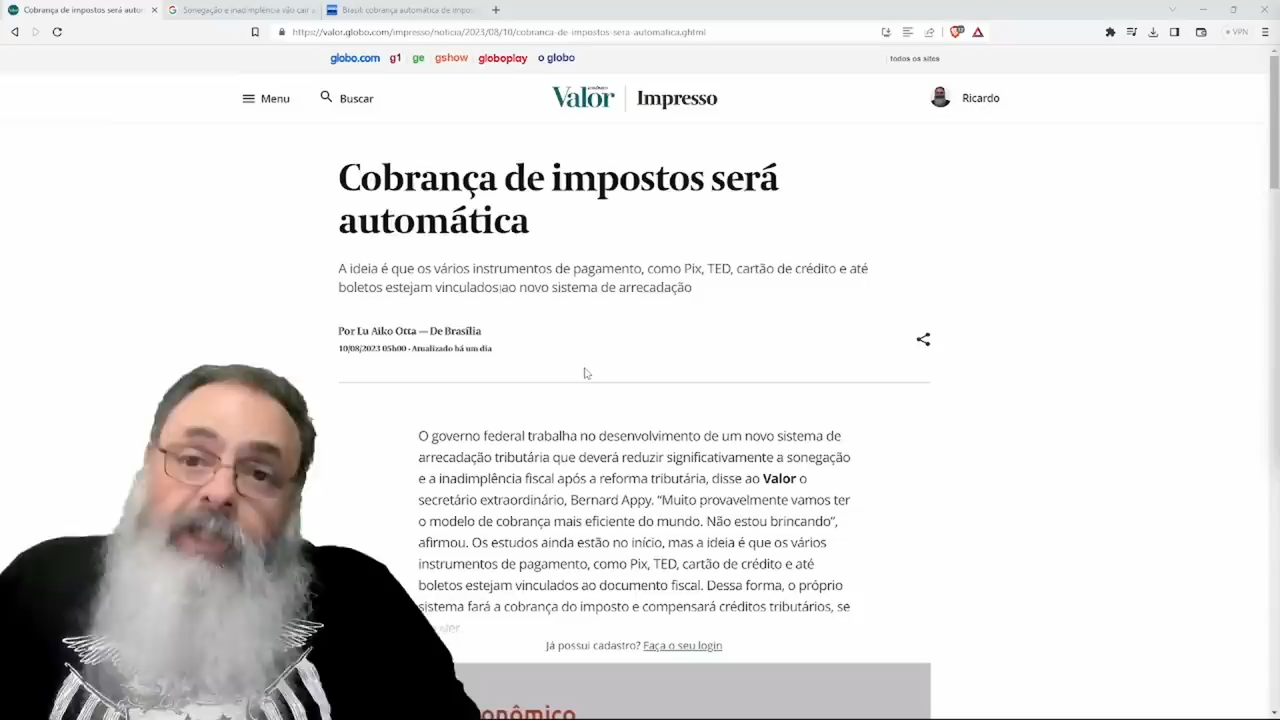 Cobrança de impostos será autor
Sonegação e inadimplência não cair
Brasil: cobrança automática de impos
https://valor.globo.com/impresso/noticia/2023/08/10/cobranca-de-impostos-sera-automatica.ghtml
VPN
globo.com g1 ge gshow globoplay o globo
todos os sites
Menu
Buscar
Valor
Impresso
Ricardo
Cobrança de impostos será
automática
A ideia é que os vários instrumentos de pagamento, como Pix, TED, cartão de crédito e até
boletos estejam vinculados ao novo sistema de arrecadação
Por Lu Aiko Otta — De Brasília
10/08/2023 05h00 · Atualizado há um dia
O governo federal trabalha no desenvolvimento de um novo sistema de
arrecadação tributária que deverá reduzir significativamente a sonegação
e a inadimplência fiscal após a reforma tributária, disse ao Valor o
secretário extraordinário, Bernard Appy. “Muito provavelmente vamos ter
o modelo de cobrança mais eficiente do mundo. Não estou brincando”,
afirmou. Os estudos ainda estão no início, mas a ideia é que os vários
instrumentos de pagamento, como Pix, TED, cartão de crédito e até
boletos estejam vinculados ao documento fiscal. Dessa forma, o próprio
sistema fará a cobrança do imposto e compensará créditos tributários, se
Já possui cadastro? Faça o seu login